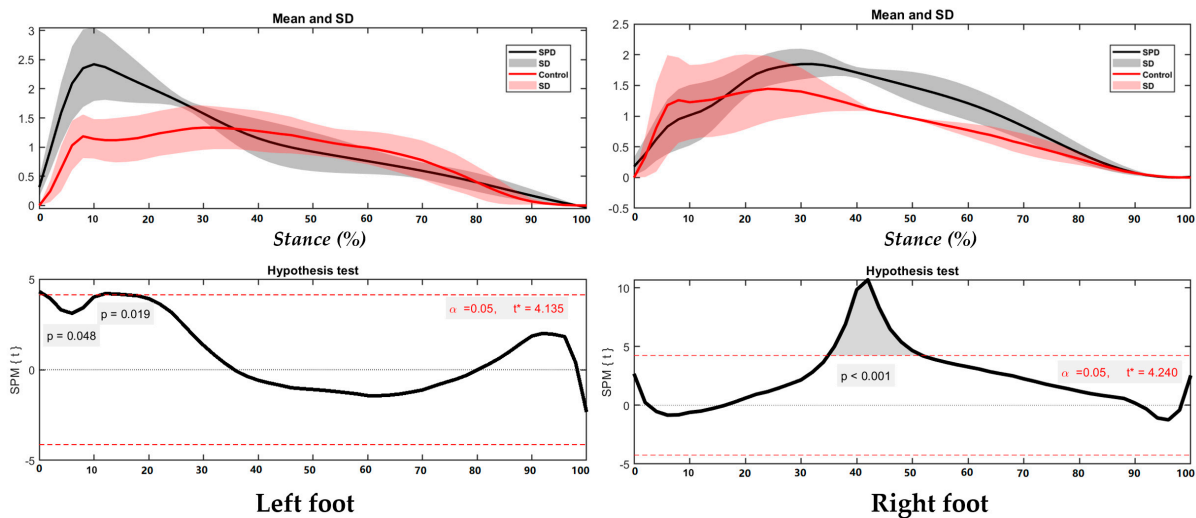 Mean and SD
3
2.5
2
1.5
1
0.5
0
SPD
SD
Control
SD
0 10 20 30 40 50 60 70 80 90 100
Stance (%)
Mean and SD
2.5
2
1.5
1
0.5
0
-0.5
SPD
SD
Control
SD
0 10 20 30 40 50 60 70 80 90 100
Stance (%)
Hypothesis test
SPM { t }
5
0
-5
p = 0.048
p = 0.019
α =0.05, t* = 4.135
0 10 20 30 40 50 60 70 80 90 100
Left foot
Hypothesis test
SPM { t }
10
5
0
-5
p < 0.001
α =0.05, t* = 4.240
0 10 20 30 40 50 60 70 80 90 100
Right foot